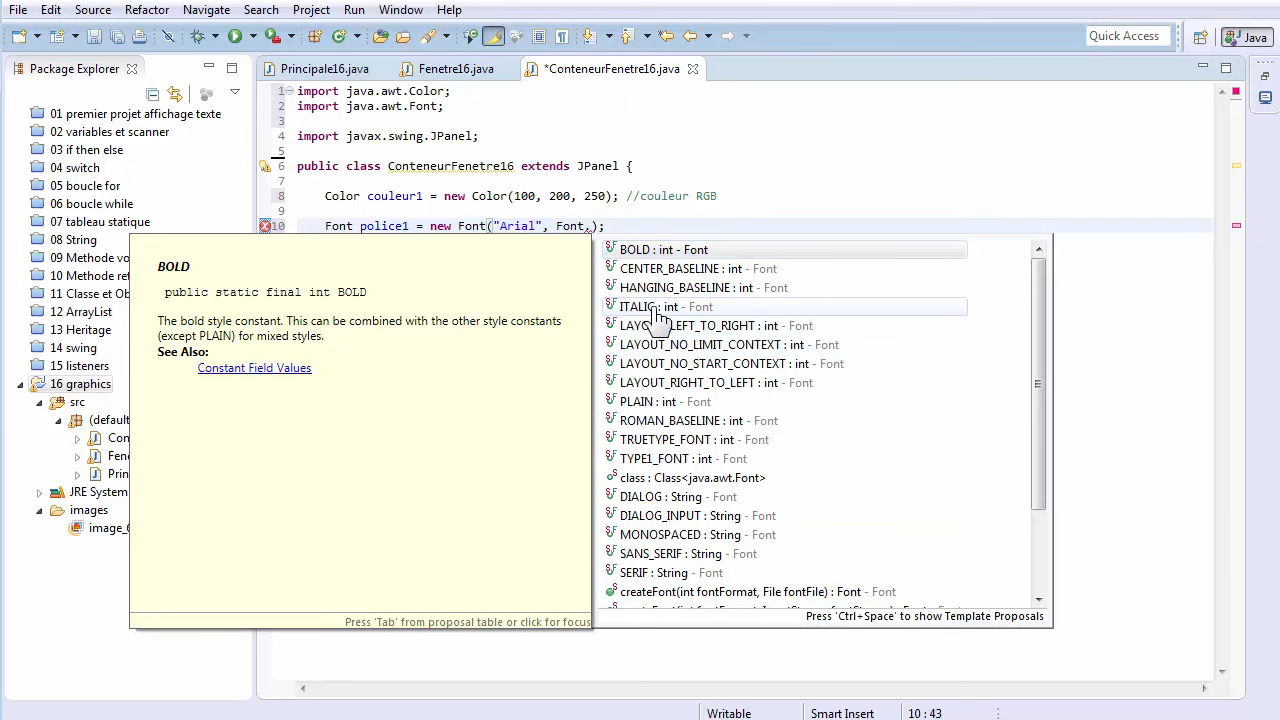 File Edit Source Refactor Navigate Search Project Run Window Help
Quick Access
Java
Package Explorer
Principale16.java
Fenetre16.java
*ConteneurFenetre16.java
01 premier projet affichage texte
02 variables et scanner
03 if then else
04 switch
05 boucle for
06 boucle while
07 tableau statique
08 String
09 Methode vo
10 Methode ref
11 Classe et Ob
12 ArrayList
13 Heritage
14 swing
15 listeners
16 graphics
src
(default
Con
Fene
Prin
JRE System
images
image_
1 import java.awt.Color;
2 import java.awt.Font;
3
4 import javax.swing.JPanel;
5
6 public class ConteneurFenetre16 extends JPanel {
7
8 Color couleur1 = new Color(100, 200, 250); //couleur RGB
9
10 Font police1 = new Font("Arial", Font.);
BOLD
public static final int BOLD
The bold style constant. This can be combined with the other style constants
(except PLAIN) for mixed styles.
See Also:
Constant Field Values
Press 'Tab' from proposal table or click for focus
BOLD : int - Font
CENTER_BASELINE : int - Font
HANGING_BASELINE : int - Font
ITALIC : int - Font
LAYOUT_LEFT_TO_RIGHT : int - Font
LAYOUT_NO_LIMIT_CONTEXT : int - Font
LAYOUT_NO_START_CONTEXT : int - Font
LAYOUT_RIGHT_TO_LEFT : int - Font
PLAIN : int - Font
ROMAN_BASELINE : int - Font
TRUETYPE_FONT : int - Font
TYPE1_FONT : int - Font
class : Class<java.awt.Font>
DIALOG : String - Font
DIALOG_INPUT : String - Font
MONOSPACED : String - Font
SANS_SERIF : String - Font
SERIF : String - Font
createFont(int fontFormat, File fontFile) : Font - Font
Press 'Ctrl+Space' to show Template Proposals
Writable
Smart Insert
10 : 43